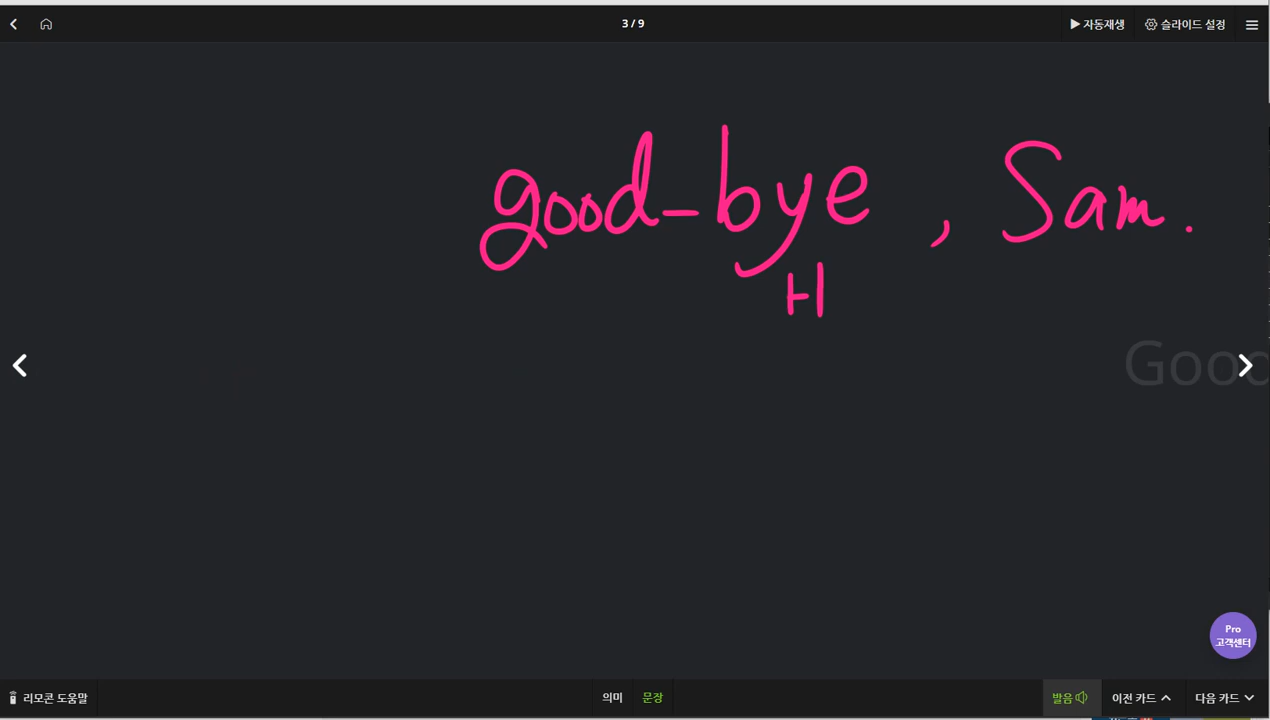 3 / 9
자동재생
슬라이드 설정
good-bye , Sam.
Good
Pro
고객센터
리모콘 도움말
의미
문장
발음
이전 카드
다음 카드